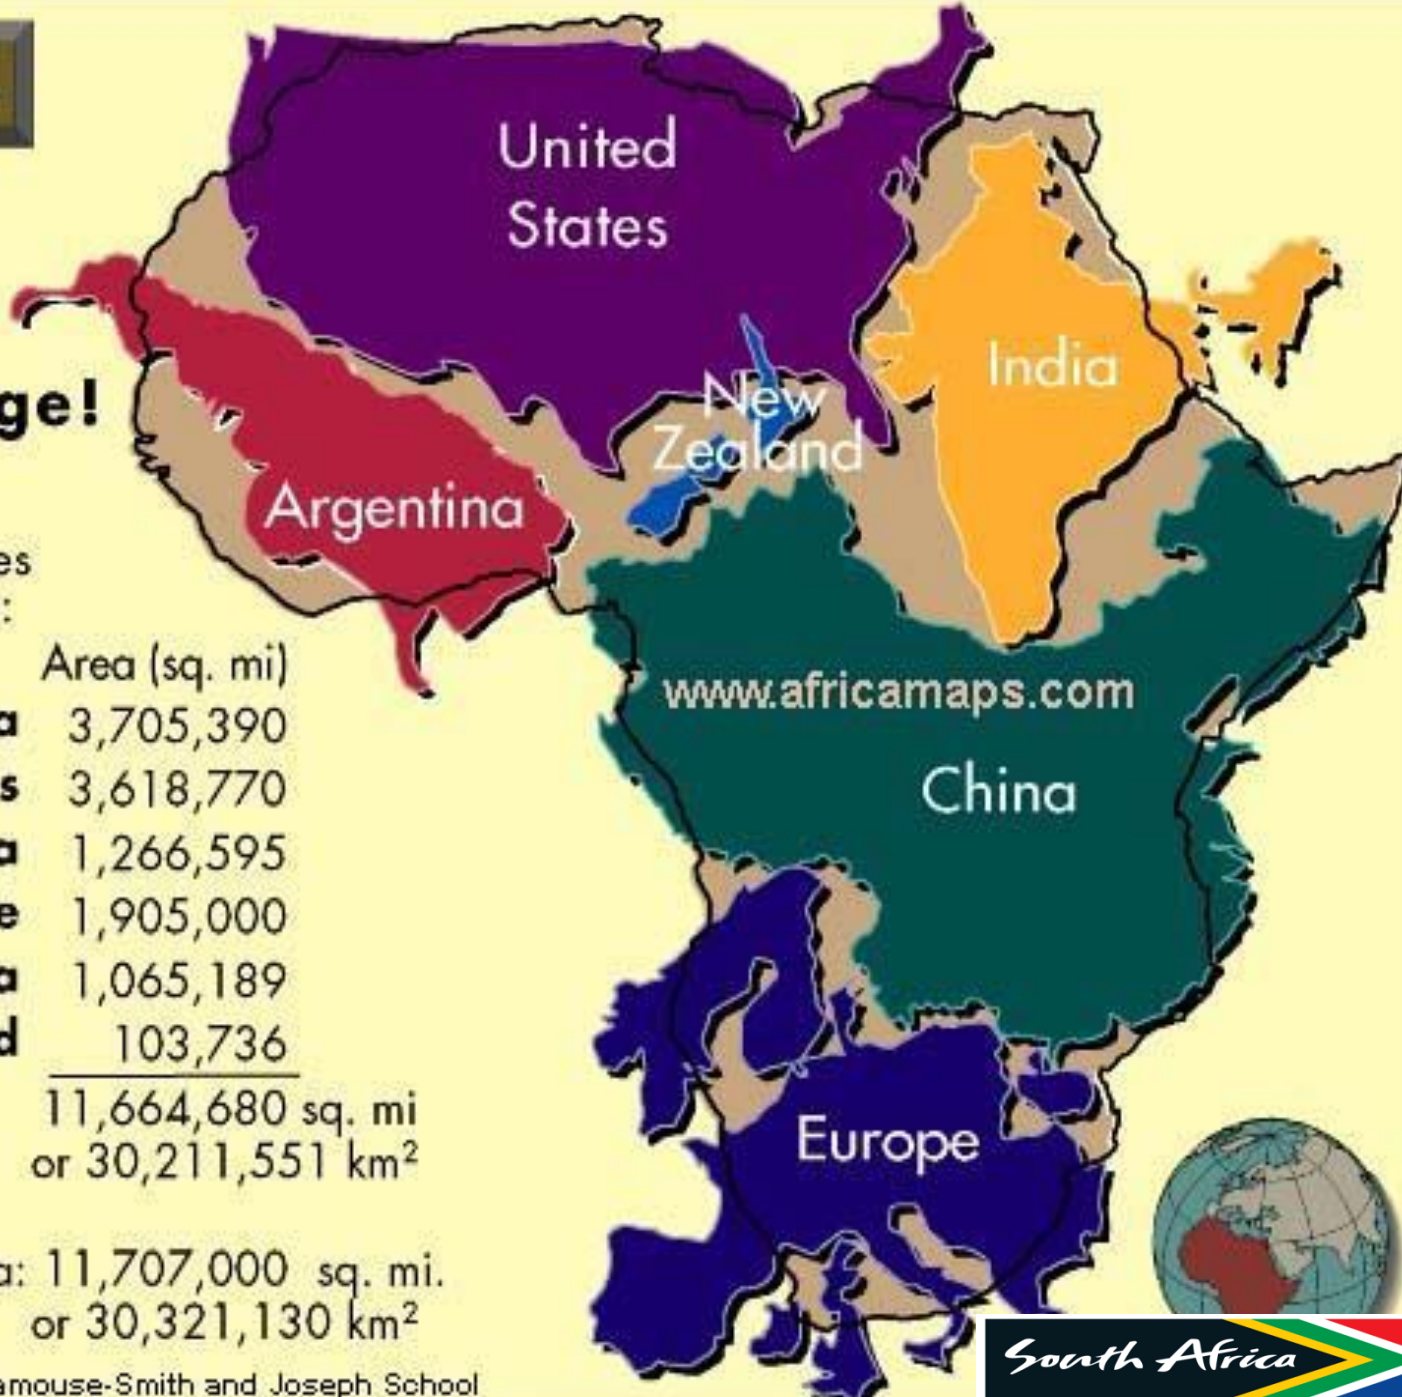 United
States
ge!
New
Zealand
India
Argentina
es
:
Area (sq. mi)
a 3,705,390
s 3,618,770
a 1,266,595
e 1,905,000
a 1,065,189
d 103,736
11,664,680 sq. mi
or 30,211,551 km²
www.africamaps.com
China
Europe
a: 11,707,000 sq. mi.
or 30,321,130 km²
amouse-Smith and Joseph School
South Africa